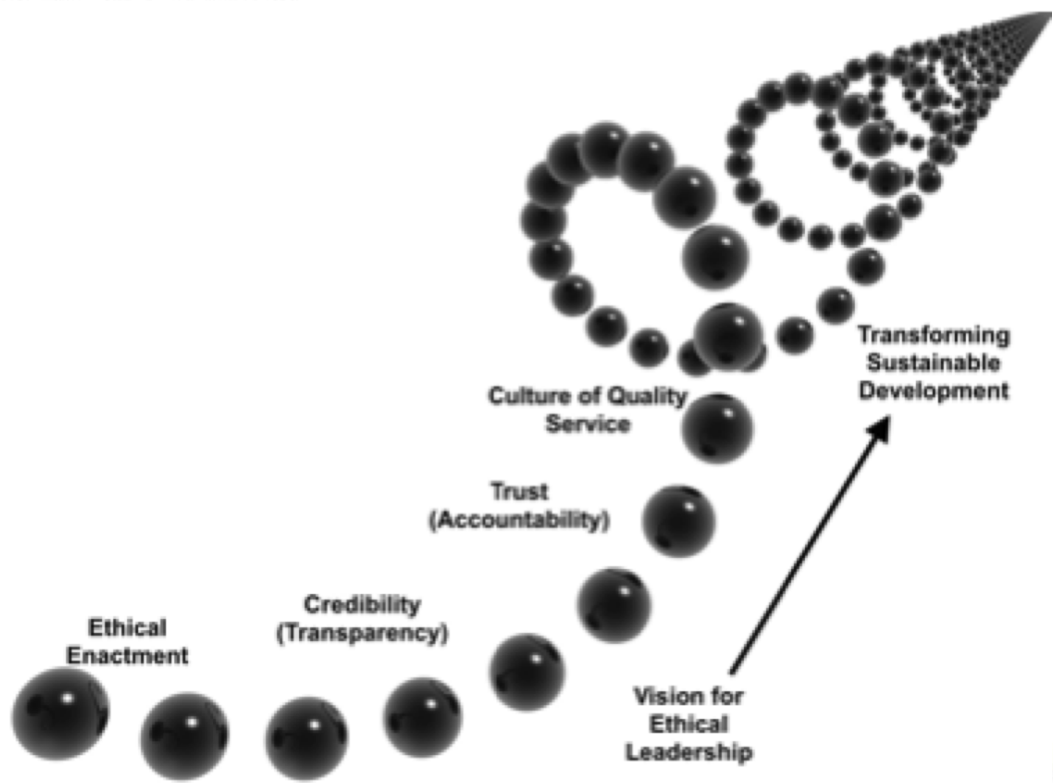 Transforming
Sustainable
Development
Culture of Quality
Service
Trust
(Accountability)
Credibility
(Transparency)
Ethical
Enactment
Vision for
Ethical
Leadership